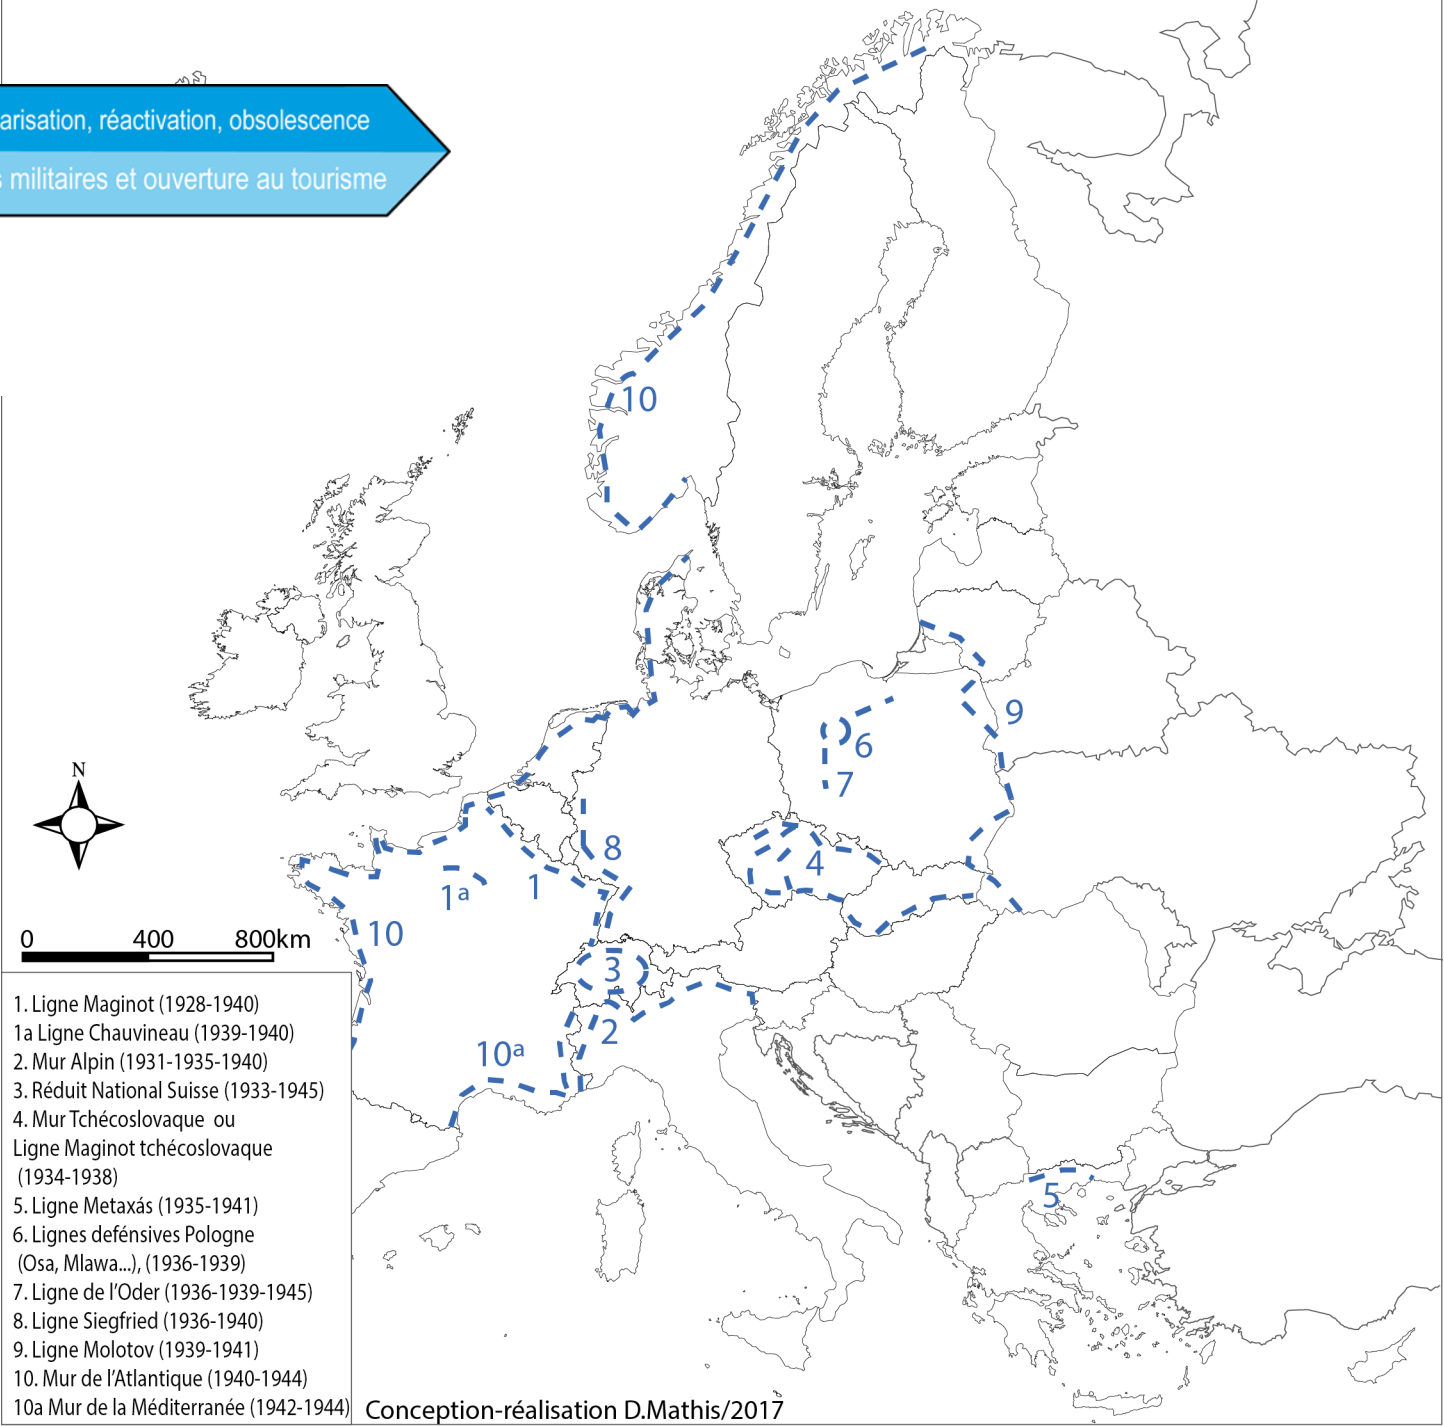 arisation, réactivation, obsolescence
s militaires et ouverture au tourisme
10
9
6
7
8
4
1
1a
10
3
2
10a
5
N
0 400 800km
1. Ligne Maginot (1928-1940)
1a Ligne Chauvineau (1939-1940)
2. Mur Alpin (1931-1935-1940)
3. Réduit National Suisse (1933-1945)
4. Mur Tchécoslovaque ou
Ligne Maginot tchécoslovaque
(1934-1938)
5. Ligne Metaxás (1935-1941)
6. Lignes defénsives Pologne
(Osa, Mlawa...), (1936-1939)
7. Ligne de l'Oder (1936-1939-1945)
8. Ligne Siegfried (1936-1940)
9. Ligne Molotov (1939-1941)
10. Mur de l'Atlantique (1940-1944)
10a Mur de la Méditerranée (1942-1944)
Conception-réalisation D.Mathis/2017